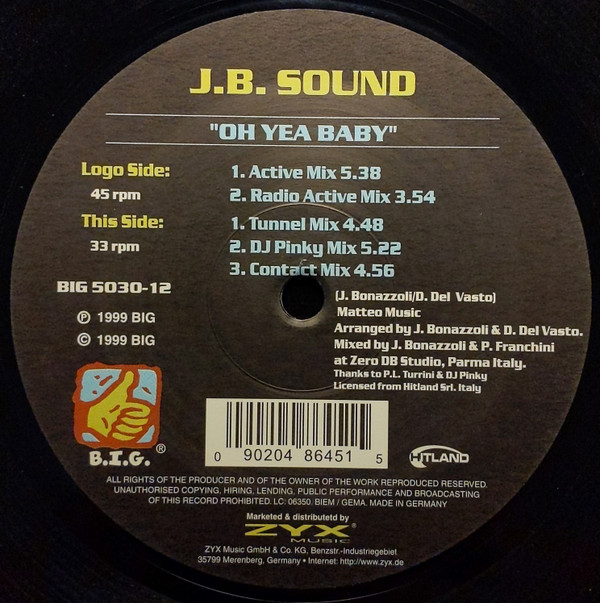 J.B. SOUND
"OH YEA BABY"
Logo Side: 1. Active Mix 5.38
45 rpm 2. Radio Active Mix 3.54
This Side: 1. Tunnel Mix 4.48
33 rpm 2. DJ Pinky Mix 5.22
3. Contact Mix 4.56
BIG 5030-12
(J. Bonazzoli/D. Del Vasto)
Matteo Music
℗ 1999 BIG
© 1999 BIG
Arranged by J. Bonazzoli & D. Del Vasto.
Mixed by J. Bonazzoli & P. Franchini
at Zero DB Studio, Parma Italy.
Thanks to P.L. Turrini & DJ Pinky
Licensed from Hitland Srl. Italy
B.I.G.®
0 90204 86451 5
HITLAND
ALL RIGHTS OF THE PRODUCER AND OF THE OWNER OF THE WORK REPRODUCED RESERVED.
UNAUTHORISED COPYING, HIRING, LENDING, PUBLIC PERFORMANCE AND BROADCASTING
OF THIS RECORD PROHIBITED. LC: 06350. BIEM / GEMA. MADE IN GERMANY
Marketed & distributetd by
ZYX®
MUSIC
ZYX Music GmbH & Co. KG, Benzstr.-Industriegebiet
35799 Merenberg, Germany • Internet: http://www.zyx.de